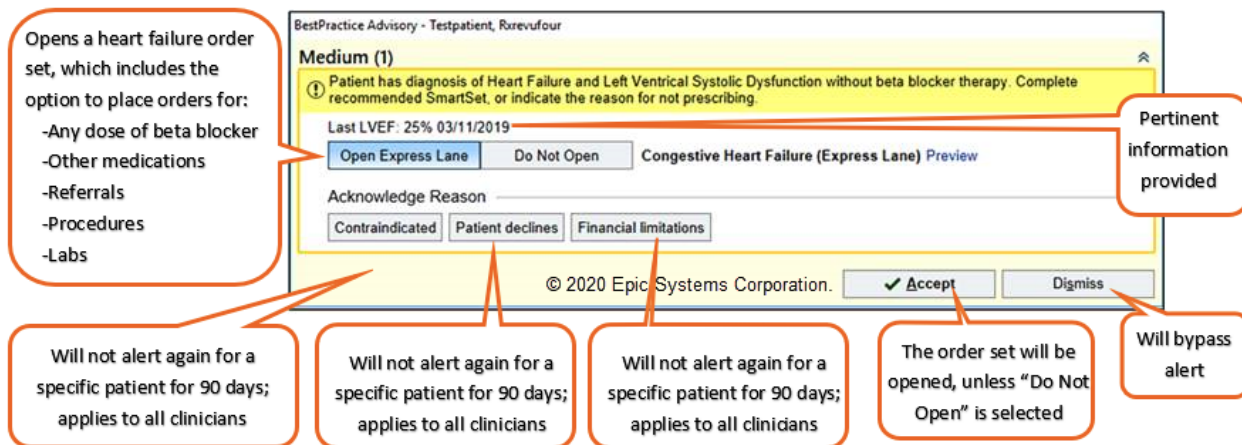 Opens a heart failure order
set, which includes the
option to place orders for:
-Any dose of beta blocker
-Other medications
-Referrals
-Procedures
-Labs
BestPractice Advisory - Testpatient, Rxrevufour
Medium (1)
Patient has diagnosis of Heart Failure and Left Ventrical Systolic Dysfunction without beta blocker therapy. Complete
recommended SmartSet, or indicate the reason for not prescribing.
Last LVEF: 25% 03/11/2019
Open Express Lane Do Not Open Congestive Heart Failure (Express Lane) Preview
Acknowledge Reason
Contraindicated Patient declines Financial limitations
© 2020 Epic Systems Corporation. ✔ Accept Dismiss
Pertinent
information
provided
Will not alert again for a
specific patient for 90 days;
applies to all clinicians
Will not alert again for a
specific patient for 90 days;
applies to all clinicians
Will not alert again for a
specific patient for 90 days;
applies to all clinicians
The order set will be
opened, unless “Do Not
Open” is selected
Will bypass
alert